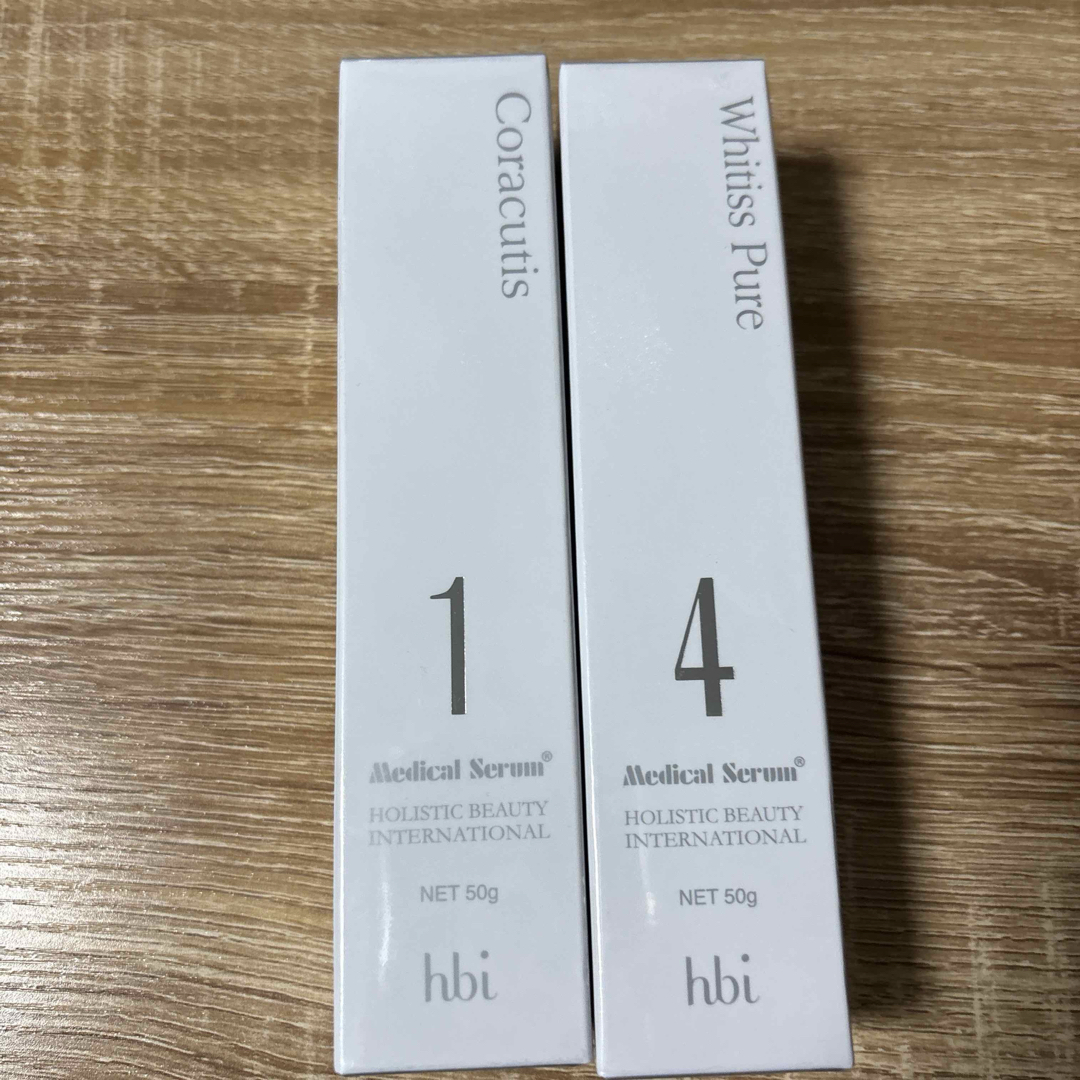 Coracutis
1
Medical Serum®
HOLISTIC BEAUTY
INTERNATIONAL
NET 50g
hbi
Whitiss Pure
4
Medical Serum®
HOLISTIC BEAUTY
INTERNATIONAL
NET 50g
hbi